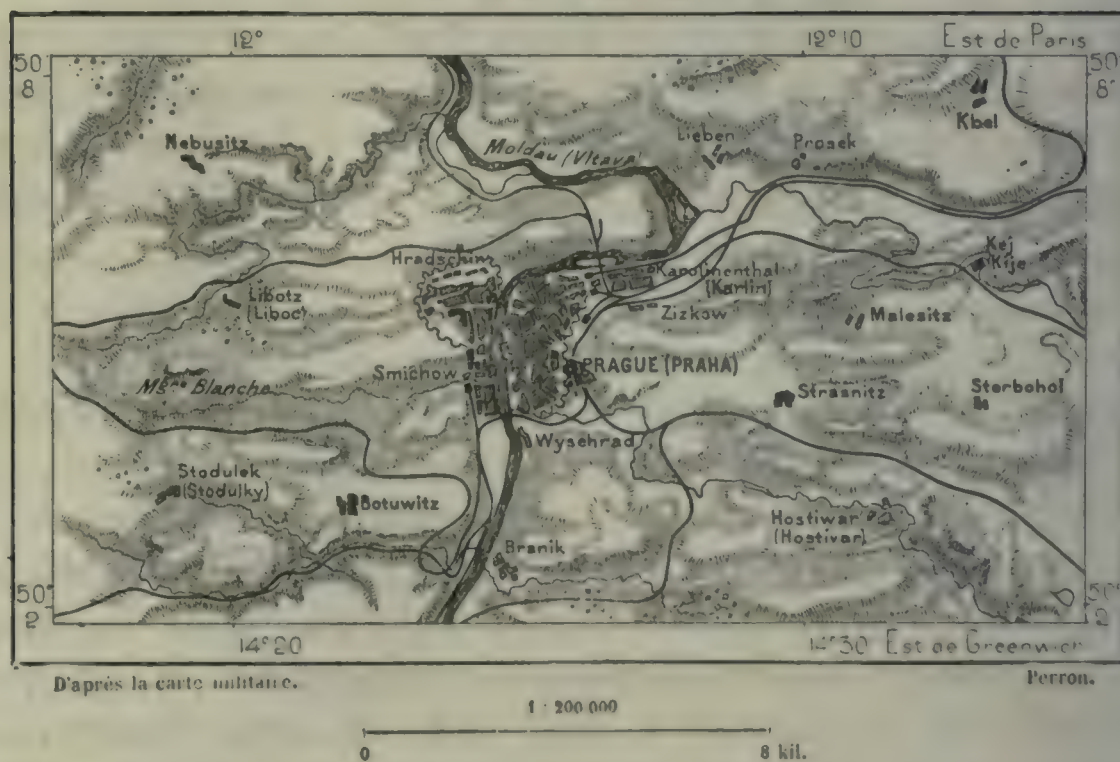 12°
12°10
Est de Paris
50°
8
50°
8
Kbel
Lieben
Prosek
Nebusitz
Moldau (Vltava)
Hradschin
Karolinenthal
(Karlin)
Kej
Kije
Libotz
(Liboc)
Zizkow
Malesitz
PRAGUE (PRAHA)
Smichow
Mgne Blanche
Strasnitz
Sterbohol
Wysehrad
Stodulek
(Stodulky)
Botuwitz
Hostiwar
(Hostivar)
Branik
50°
2
50°
2
14°20
14°30
Est de Greenwich
D'après la carte militaire.
Perron.
1 : 200 000
0
8 kil.